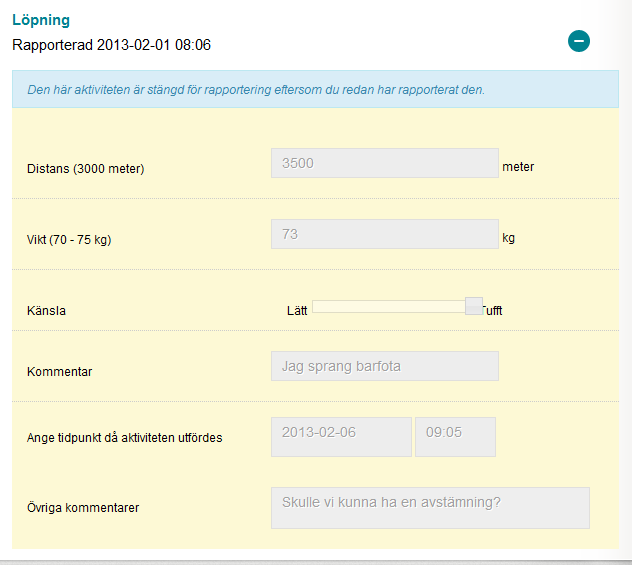 Löpning
Rapporterad 2013-02-01 08:06
Den här aktiviteten är stängd för rapportering eftersom du redan har rapporterat den.
Distans (3000 meter) 3500 meter
Vikt (70 - 75 kg) 73 kg
Känsla Lätt Tufft
Kommentar Jag sprang barfota
Ange tidpunkt då aktiviteten utfördes 2013-02-06 09:05
Övriga kommentarer Skulle vi kunna ha en avstämning?